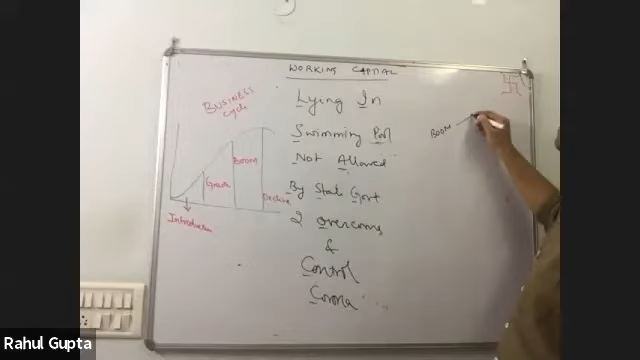 WORKING CAPITAL
BUSINESS
Cycle
Growth
Boom
Decline
Introduction
Lying In
Swimming Pool
Not Allowed
By State Govt
2 Overcome
&
Control
Corona
BOOM
Rahul Gupta